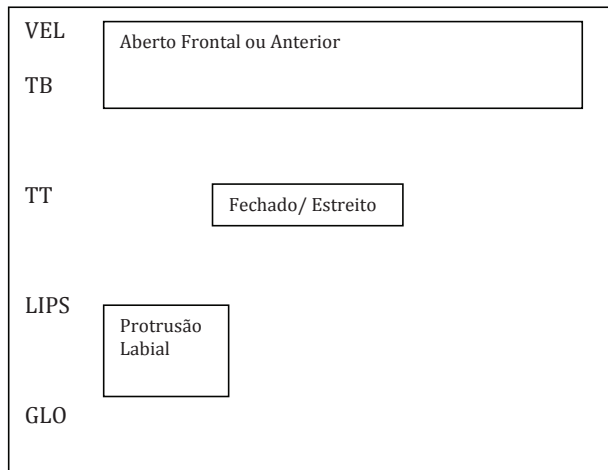 VEL
Aberto Frontal ou Anterior
TB
TT
Fechado/ Estreito
LIPS
Protrusão
Labial
GLO